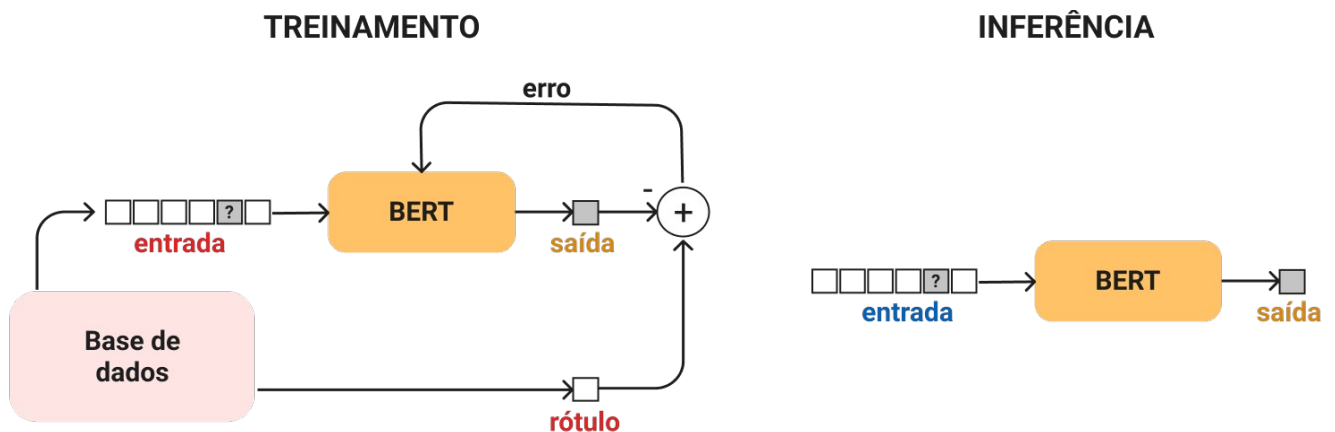 TREINAMENTO
erro
?
BERT
-
+
entrada
saída
Base de
dados
rótulo
INFERÊNCIA
?
BERT
entrada
saída